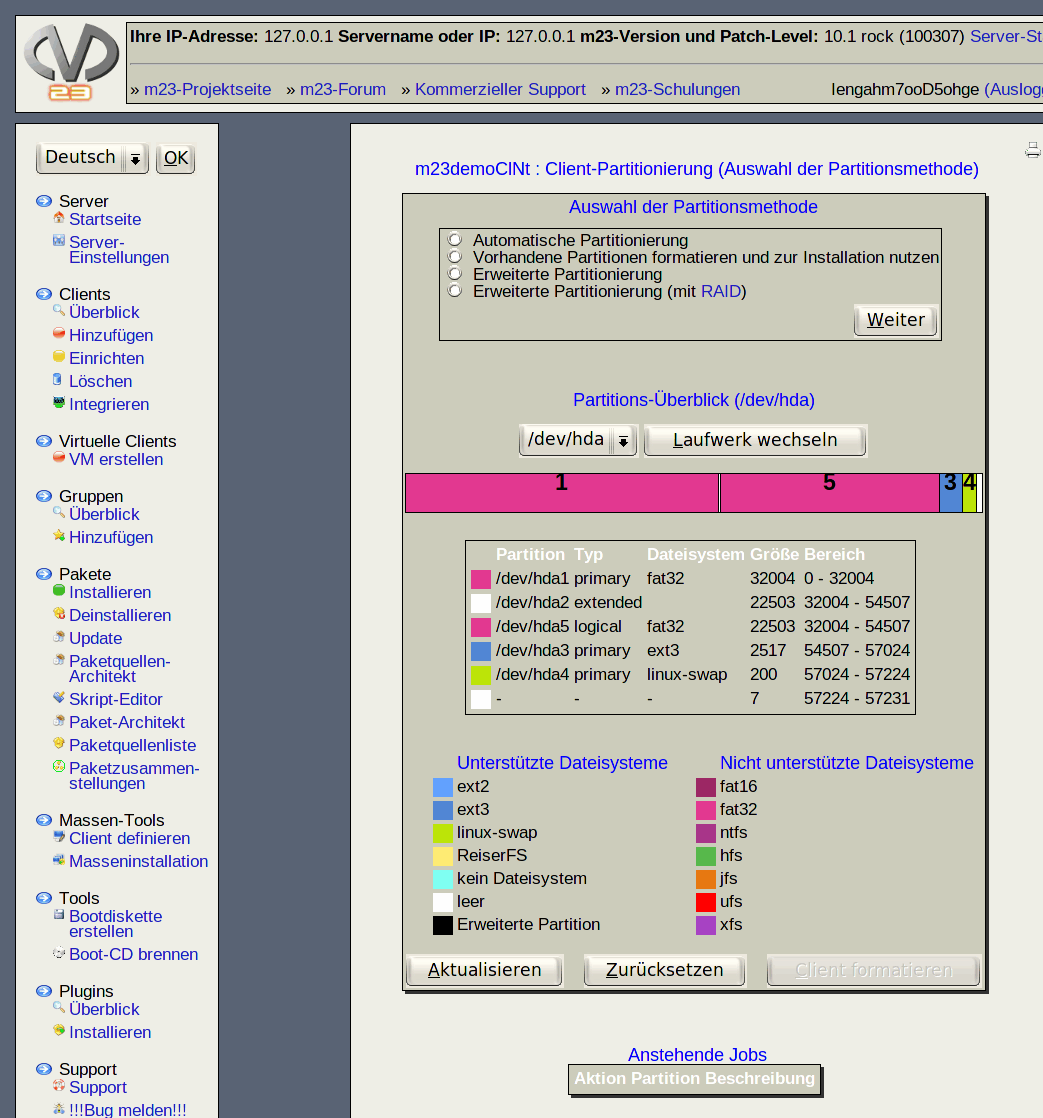 23
Ihre IP-Adresse: 127.0.0.1 Servername oder IP: 127.0.0.1 m23-Version und Patch-Level: 10.1 rock (100307) Server-St
» m23-Projektseite » m23-Forum » Kommerzieller Support » m23-Schulungen
lengahm7ooD5ohge (Auslogg
Deutsch OK
Server
Startseite
Server-
Einstellungen
Clients
Überblick
Hinzufügen
Einrichten
Löschen
Integrieren
Virtuelle Clients
VM erstellen
Gruppen
Überblick
Hinzufügen
Pakete
Installieren
Deinstallieren
Update
Paketquellen-
Architekt
Skript-Editor
Paket-Architekt
Paketquellenliste
Paketzusammen-
stellungen
Massen-Tools
Client definieren
Masseninstallation
Tools
Bootdiskette
erstellen
Boot-CD brennen
Plugins
Überblick
Installieren
Support
Support
!!!Bug melden!!!
m23demoClNt : Client-Partitionierung (Auswahl der Partitionsmethode)
Auswahl der Partitionsmethode
Automatische Partitionierung
Vorhandene Partitionen formatieren und zur Installation nutzen
Erweiterte Partitionierung
Erweiterte Partitionierung (mit RAID)
Weiter
Partitions-Überblick (/dev/hda)
/dev/hda Laufwerk wechseln
1 5 3 4
Partition Typ Dateisystem Größe Bereich
/dev/hda1 primary fat32 32004 0 - 32004
/dev/hda2 extended 22503 32004 - 54507
/dev/hda5 logical fat32 22503 32004 - 54507
/dev/hda3 primary ext3 2517 54507 - 57024
/dev/hda4 primary linux-swap 200 57024 - 57224
- - - 7 57224 - 57231
Unterstützte Dateisysteme
ext2
ext3
linux-swap
ReiserFS
kein Dateisystem
leer
Erweiterte Partition
Nicht unterstützte Dateisysteme
fat16
fat32
ntfs
hfs
jfs
ufs
xfs
Aktualisieren Zurücksetzen Client formatieren
Anstehende Jobs
Aktion Partition Beschreibung